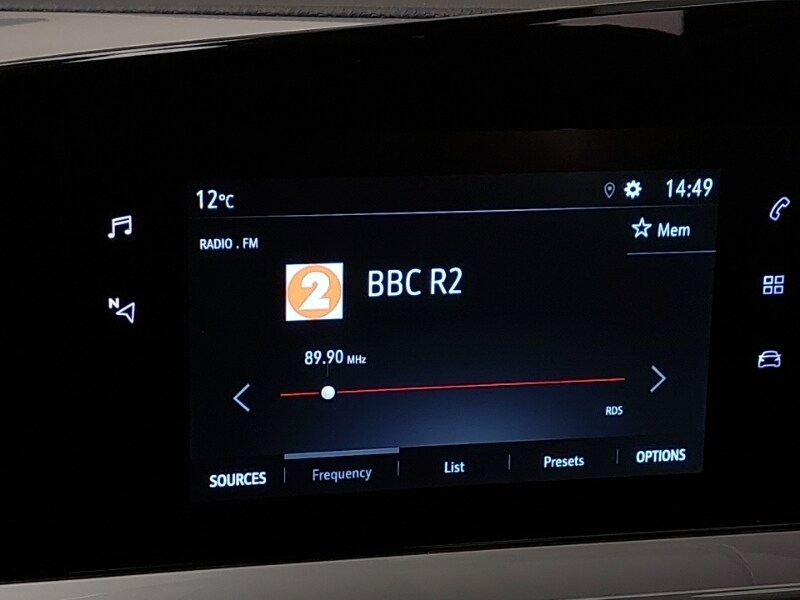 12°C
14:49
RADIO . FM
Mem
2
BBC R2
N
89.90 MHz
RDS
SOURCES
Frequency
List
Presets
OPTIONS